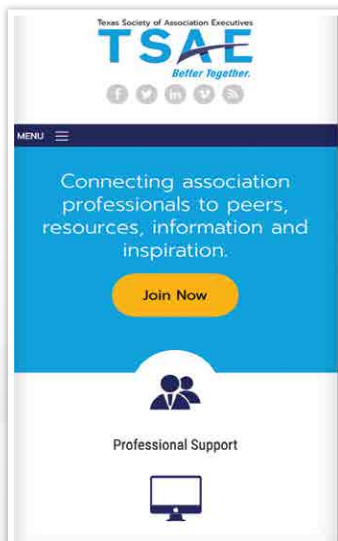 Texas Society of Association Executives
TSAE
Better Together.
MENU
Connecting association
professionals to peers,
resources, information and
inspiration.
Join Now
Professional Support